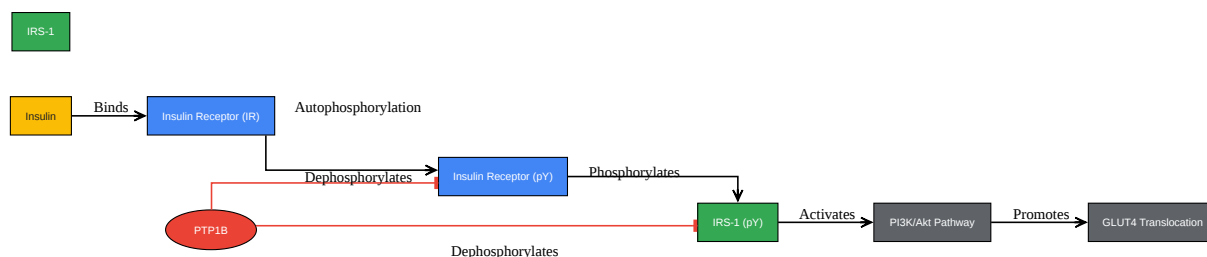 IRS-1
Insulin
Binds
Insulin Receptor (IR)
Autophosphorylation
Dephosphorylates
Insulin Receptor (pY)
Phosphorylates
PTP1B
Dephosphorylates
IRS-1 (pY)
Activates
PI3K/Akt Pathway
Promotes
GLUT4 Translocation